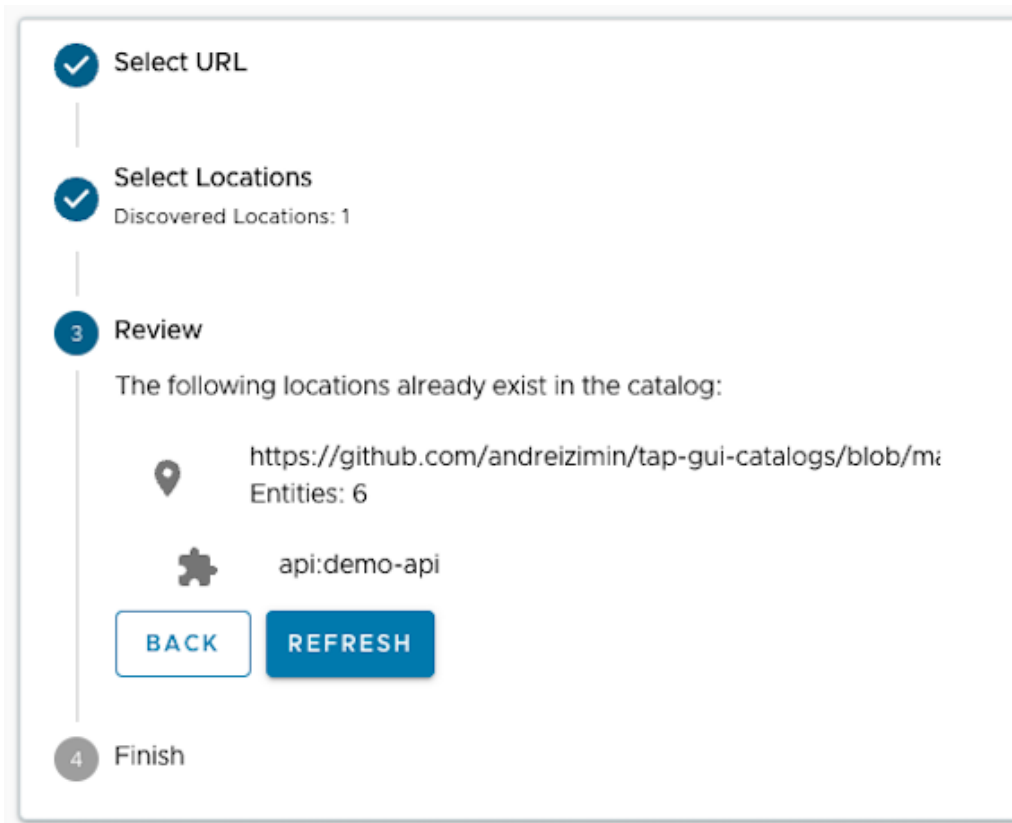 Select URL
Select Locations
Discovered Locations: 1
3
Review
The following locations already exist in the catalog:
https://github.com/andreizimin/tap-gui-catalogs/blob/ma
Entities: 6
api:demo-api
BACK
REFRESH
4
Finish